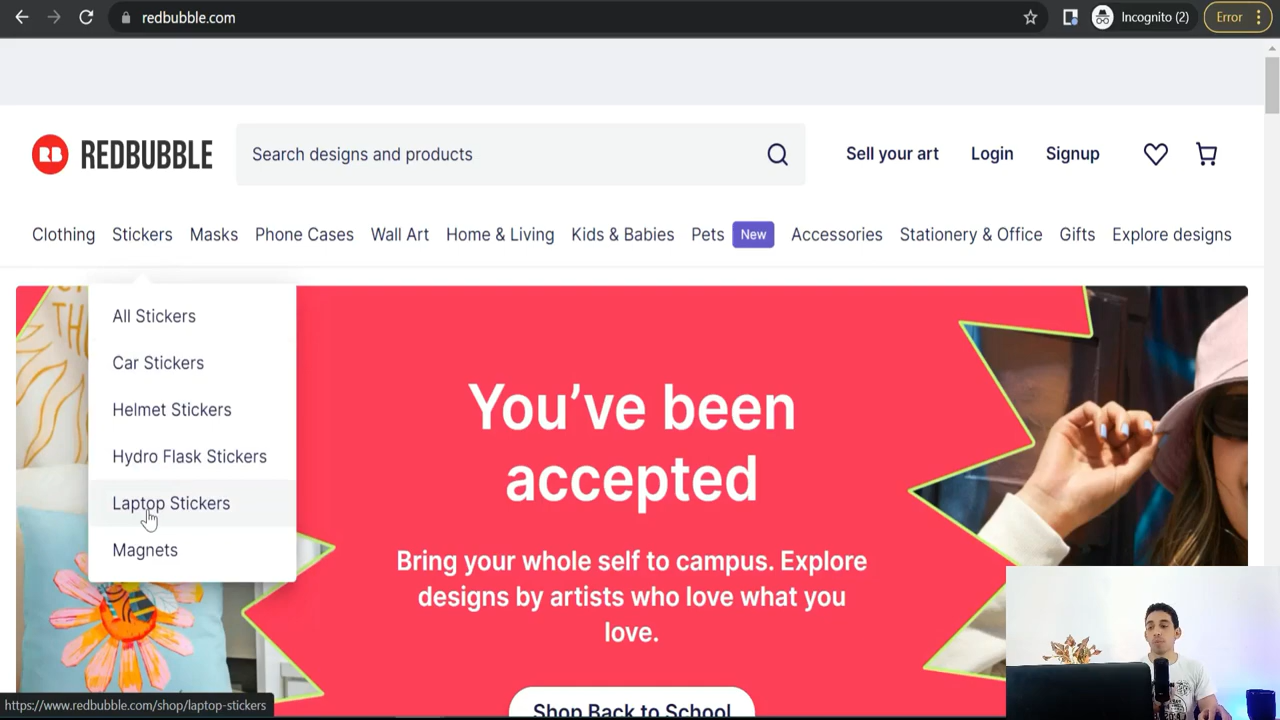 redbubble.com
Incognito (2)
Error
RB REDBUBBLE
Search designs and products
Sell your art
Login
Signup
Clothing
Stickers
Masks
Phone Cases
Wall Art
Home & Living
Kids & Babies
Pets
New
Accessories
Stationery & Office
Gifts
Explore designs
All Stickers
Car Stickers
Helmet Stickers
Hydro Flask Stickers
Laptop Stickers
Magnets
You've been
accepted
Bring your whole self to campus. Explore
designs by artists who love what you
love.
Shop Back to School
https://www.redbubble.com/shop/laptop-stickers